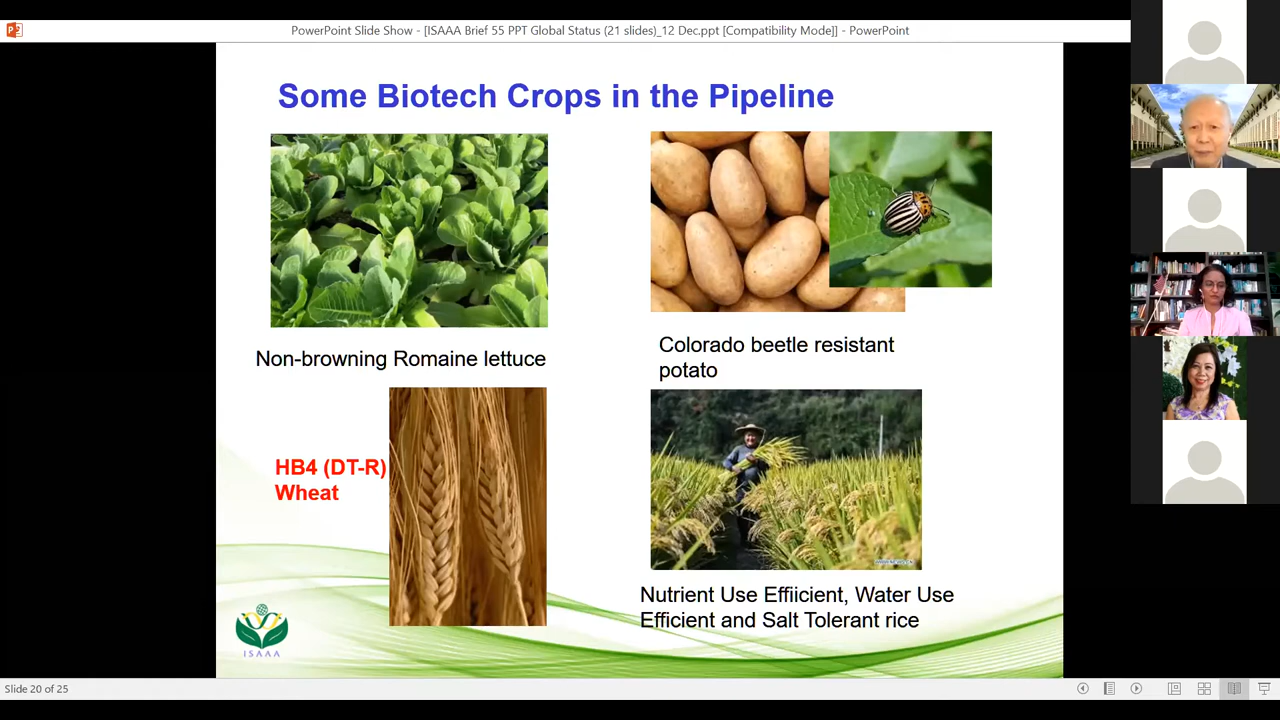 PowerPoint Slide Show - [ISAAA Brief 55 PPT Global Status (21 slides)_12 Dec.ppt [Compatibility Mode]] - PowerPoint
Some Biotech Crops in the Pipeline
Non-browning Romaine lettuce
Colorado beetle resistant
potato
HB4 (DT-R)
Wheat
Nutrient Use Effiicient, Water Use
Efficient and Salt Tolerant rice
ISAAA
Slide 20 of 25